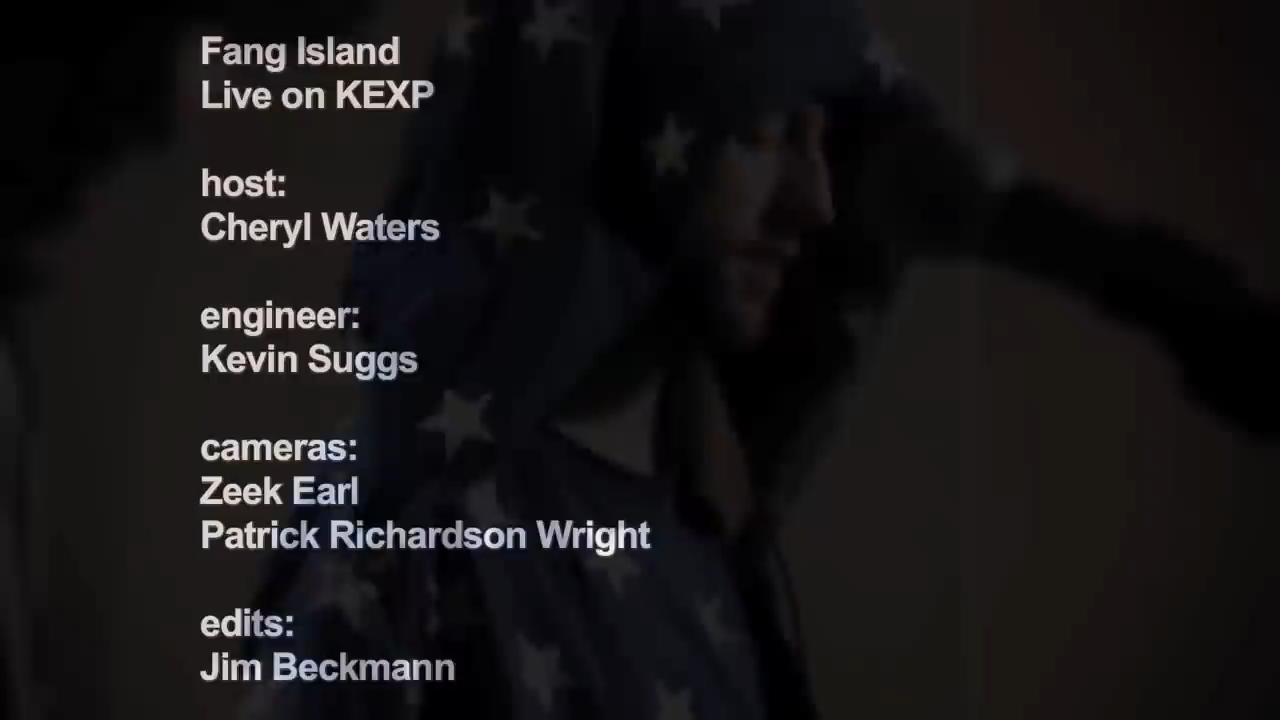 Fang Island
Live on KEXP
host:
Cheryl Waters
engineer:
Kevin Suggs
cameras:
Zeek Earl
Patrick Richardson Wright
edits:
Jim Beckmann